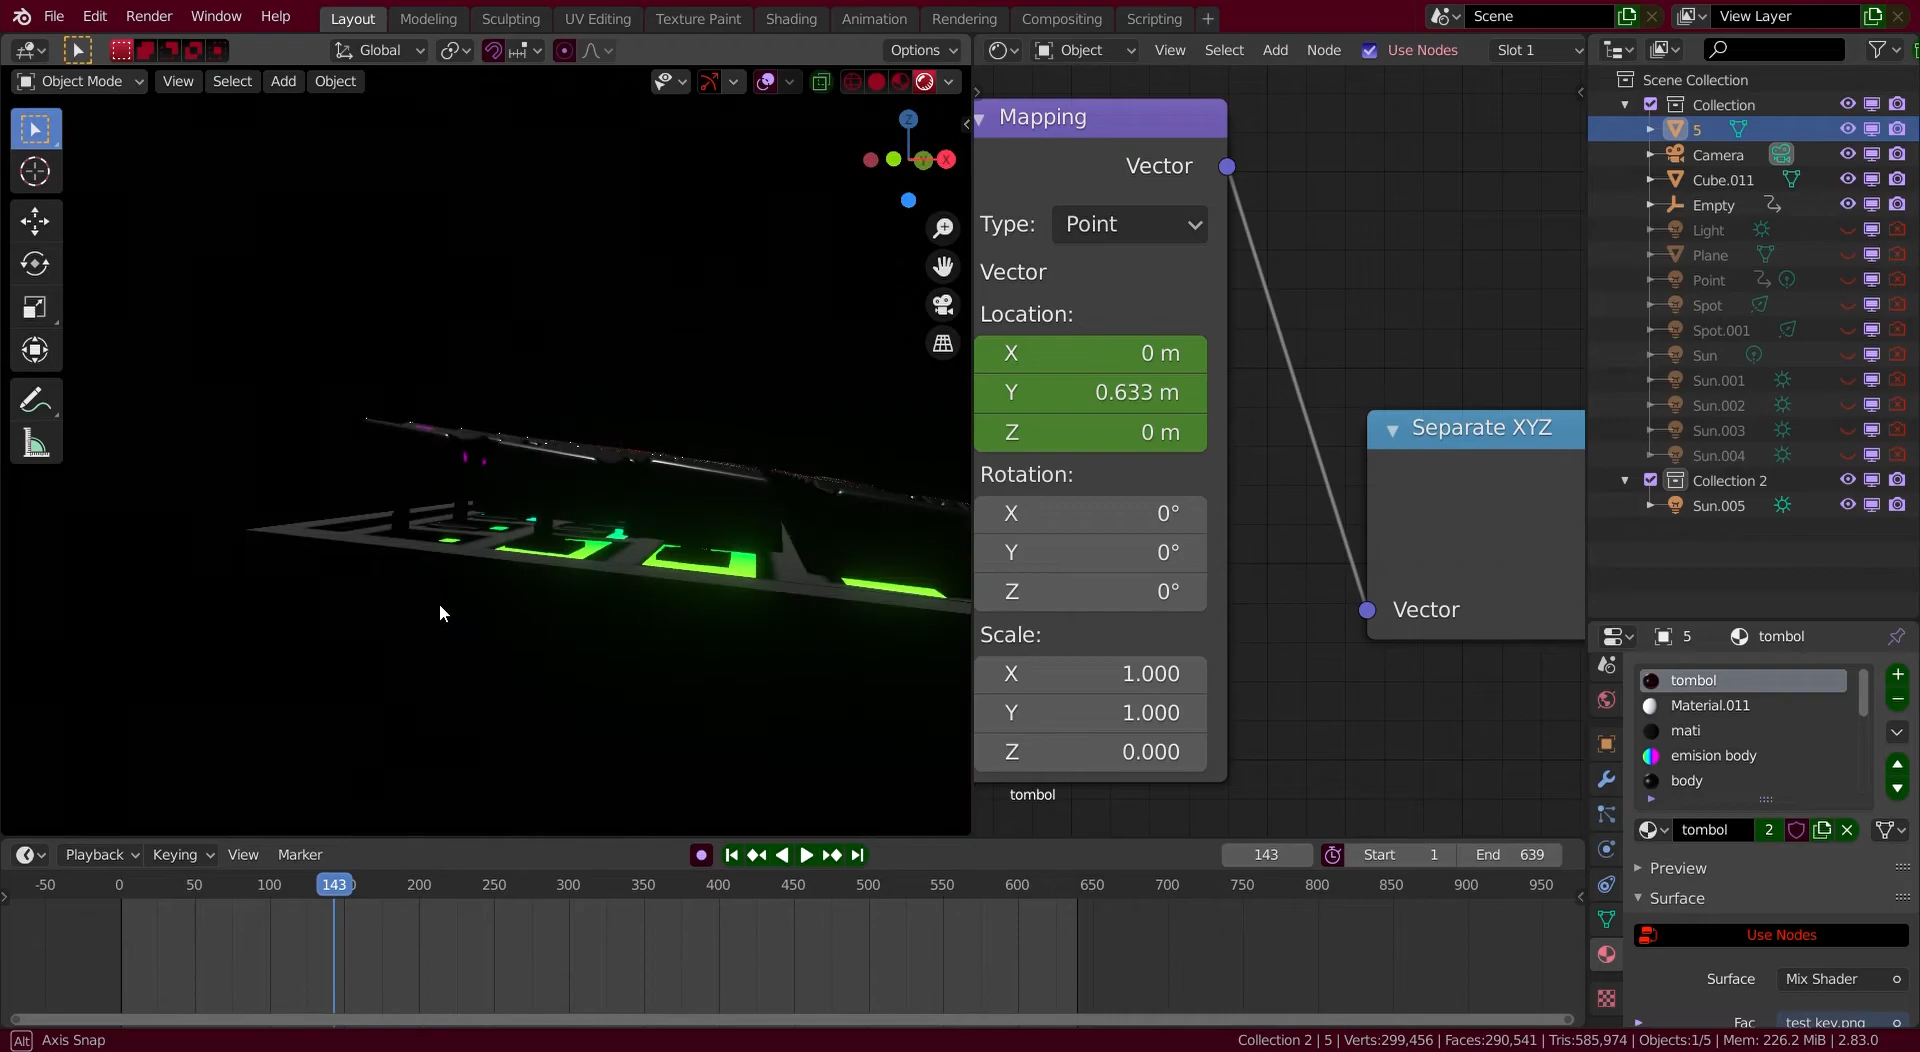 File Edit Render Window Help Layout Modeling Sculpting UV Editing Texture Paint Shading Animation Rendering Compositing Scripting Scene View Layer
Global Options Object View Select Add Node Use Nodes Slot 1
Object Mode View Select Add Object
Z
Y
X
Mapping
Vector
Type: Point
Vector
Location:
X 0 m
Y 0.633 m
Z 0 m
Rotation:
X 0°
Y 0°
Z 0°
Scale:
X 1.000
Y 1.000
Z 0.000
tombol
Separate XYZ
Vector
Scene Collection
Collection
5
Camera
Cube.011
Empty
Light
Plane
Point
Spot
Spot.001
Sun
Sun.001
Sun.002
Sun.003
Sun.004
Collection 2
Sun.005
5 tombol
tombol
Material.011
mati
emision body
body
tombol 2
Preview
Surface
Use Nodes
Surface Mix Shader
Fac test key.png
Playback Keying View Marker 143 Start 1 End 639
-50 0 50 100 143 200 250 300 350 400 450 500 550 600 650 700 750 800 850 900 950
Alt Axis Snap Collection 2 | 5 | Verts:299,456 | Faces:290,541 | Tris:585,974 | Objects:1/5 | Mem: 226.2 MiB | 2.83.0